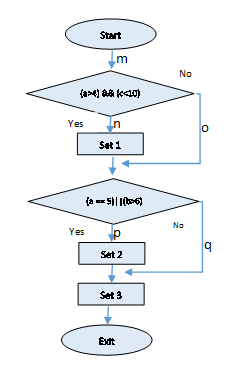 Start
m
No
(a>4) && (c<10)
Yes
n
o
Set 1
(a == 5)||(b>6)
Yes
p
No
q
Set 2
Set 3
Exit